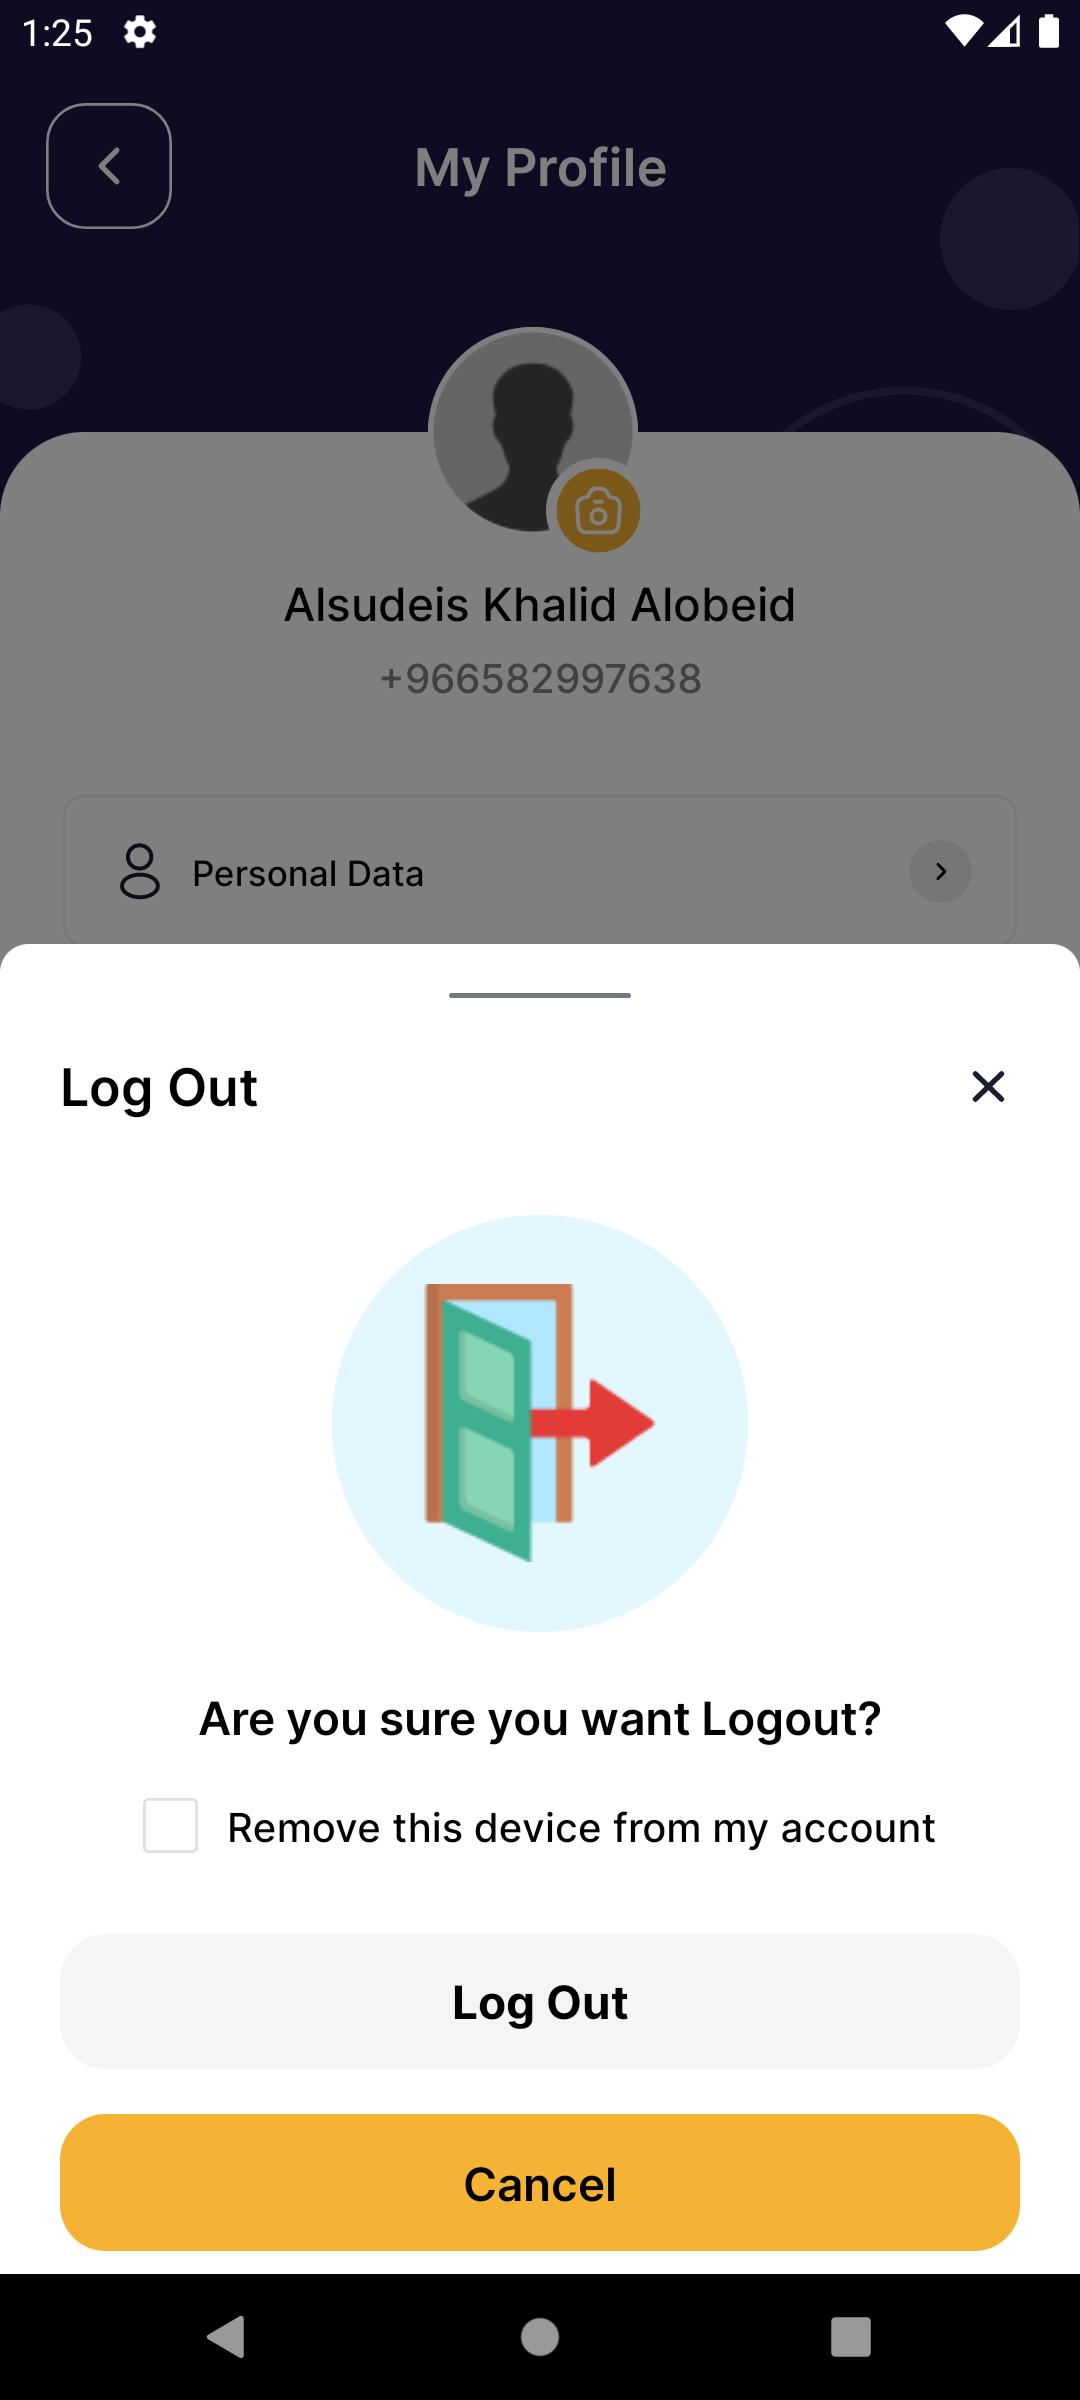 1:25
My Profile
Alsudeis Khalid Alobeid
+966582997638
Personal Data
Log Out
Are you sure you want Logout?
Remove this device from my account
Log Out
Cancel